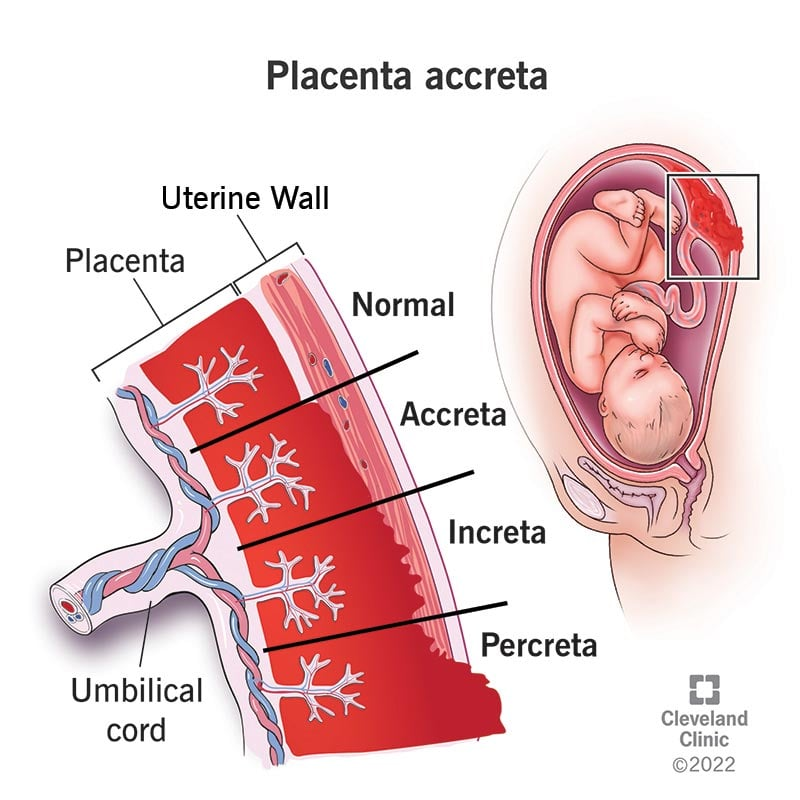 Placenta accreta
Uterine Wall
Placenta
Normal
Accreta
Increta
Percreta
Umbilical
cord
Cleveland
Clinic
©2022